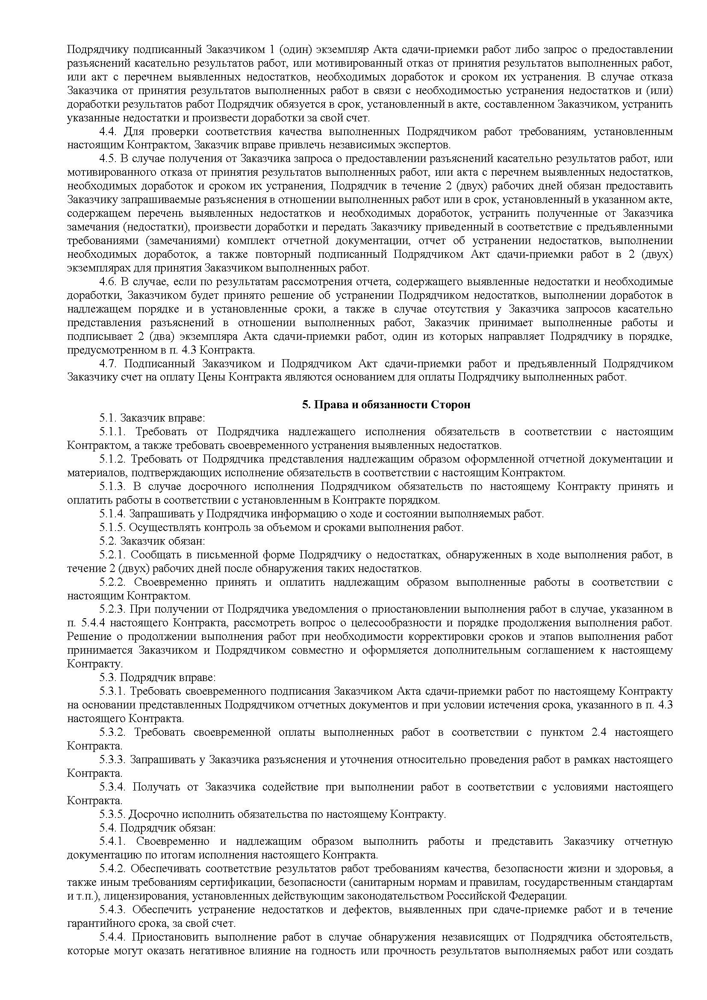 Подрядчику подписанный Заказчиком 1 (один) экземпляр Акта сдачи-приемки работ либо запрос о предоставлении
разъяснений касательно результатов работ, или мотивированный отказ от принятия результатов выполненных работ,
или акт с перечнем выявленных недостатков, необходимых доработок и сроком их устранения. В случае отказа
Заказчика от принятия результатов выполненных работ в связи с необходимостью устранения недостатков и (или)
доработки результатов работ Подрядчик обязуется в срок, установленный в акте, составленном Заказчиком, устранить
указанные недостатки и произвести доработки за свой счет.
4.4. Для проверки соответствия качества выполненных Подрядчиком работ требованиям, установленным
настоящим Контрактом, Заказчик вправе привлечь независимых экспертов.
4.5. В случае получения от Заказчика запроса о предоставлении разъяснений касательно результатов работ, или
мотивированного отказа от принятия результатов выполненных работ, или акта с перечнем выявленных недостатков,
необходимых доработок и сроком их устранения, Подрядчик в течение 2 (двух) рабочих дней обязан предоставить
Заказчику запрашиваемые разъяснения в отношении выполненных работ или в срок, установленный в указанном акте,
содержащем перечень выявленных недостатков и необходимых доработок, устранить полученные от Заказчика
замечания (недостатки), произвести доработки и передать Заказчику приведенный в соответствие с предъявленными
требованиями (замечаниями) комплект отчетной документации, отчет об устранении недостатков, выполнении
необходимых доработок, а также повторный подписанный Подрядчиком Акт сдачи-приемки работ в 2 (двух)
экземплярах для принятия Заказчиком выполненных работ.
4.6. В случае, если по результатам рассмотрения отчета, содержащего выявленные недостатки и необходимые
доработки, Заказчиком будет принято решение об устранении Подрядчиком недостатков, выполнении доработок в
надлежащем порядке и в установленные сроки, а также в случае отсутствия у Заказчика запросов касательно
представления разъяснений в отношении выполненных работ, Заказчик принимает выполненные работы и
подписывает 2 (два) экземпляра Акта сдачи-приемки работ, один из которых направляет Подрядчику в порядке,
предусмотренном в п. 4.3 Контракта.
4.7. Подписанный Заказчиком и Подрядчиком Акт сдачи-приемки работ и предъявленный Подрядчиком
Заказчику счет на оплату Цены Контракта являются основанием для оплаты Подрядчику выполненных работ.
5. Права и обязанности Сторон
5.1. Заказчик вправе:
5.1.1. Требовать от Подрядчика надлежащего исполнения обязательств в соответствии с настоящим
Контрактом, а также требовать своевременного устранения выявленных недостатков.
5.1.2. Требовать от Подрядчика представления надлежащим образом оформленной отчетной документации и
материалов, подтверждающих исполнение обязательств в соответствии с настоящим Контрактом.
5.1.3. В случае досрочного исполнения Подрядчиком обязательств по настоящему Контракту принять и
оплатить работы в соответствии с установленным в Контракте порядком.
5.1.4. Запрашивать у Подрядчика информацию о ходе и состоянии выполняемых работ.
5.1.5. Осуществлять контроль за объемом и сроками выполнения работ.
5.2. Заказчик обязан:
5.2.1. Сообщать в письменной форме Подрядчику о недостатках, обнаруженных в ходе выполнения работ, в
течение 2 (двух) рабочих дней после обнаружения таких недостатков.
5.2.2. Своевременно принять и оплатить надлежащим образом выполненные работы в соответствии с
настоящим Контрактом.
5.2.3. При получении от Подрядчика уведомления о приостановлении выполнения работ в случае, указанном в
п. 5.4.4 настоящего Контракта, рассмотреть вопрос о целесообразности и порядке продолжения выполнения работ.
Решение о продолжении выполнения работ при необходимости корректировки сроков и этапов выполнения работ
принимается Заказчиком и Подрядчиком совместно и оформляется дополнительным соглашением к настоящему
Контракту.
5.3. Подрядчик вправе:
5.3.1. Требовать своевременного подписания Заказчиком Акта сдачи-приемки работ по настоящему Контракту
на основании представленных Подрядчиком отчетных документов и при условии истечения срока, указанного в п. 4.3
настоящего Контракта.
5.3.2. Требовать своевременной оплаты выполненных работ в соответствии с пунктом 2.4 настоящего
Контракта.
5.3.3. Запрашивать у Заказчика разъяснения и уточнения относительно проведения работ в рамках настоящего
Контракта.
5.3.4. Получать от Заказчика содействие при выполнении работ в соответствии с условиями настоящего
Контракта.
5.3.5. Досрочно исполнить обязательства по настоящему Контракту.
5.4. Подрядчик обязан:
5.4.1. Своевременно и надлежащим образом выполнить работы и представить Заказчику отчетную
документацию по итогам исполнения настоящего Контракта.
5.4.2. Обеспечивать соответствие результатов работ требованиям качества, безопасности жизни и здоровья, а
также иным требованиям сертификации, безопасности (санитарным нормам и правилам, государственным стандартам
и т.п.), лицензирования, установленных действующим законодательством Российской Федерации.
5.4.3. Обеспечить устранение недостатков и дефектов, выявленных при сдаче-приемке работ и в течение
гарантийного срока, за свой счет.
5.4.4. Приостановить выполнение работ в случае обнаружения независящих от Подрядчика обстоятельств,
которые могут оказать негативное влияние на годность или прочность результатов выполняемых работ или создать